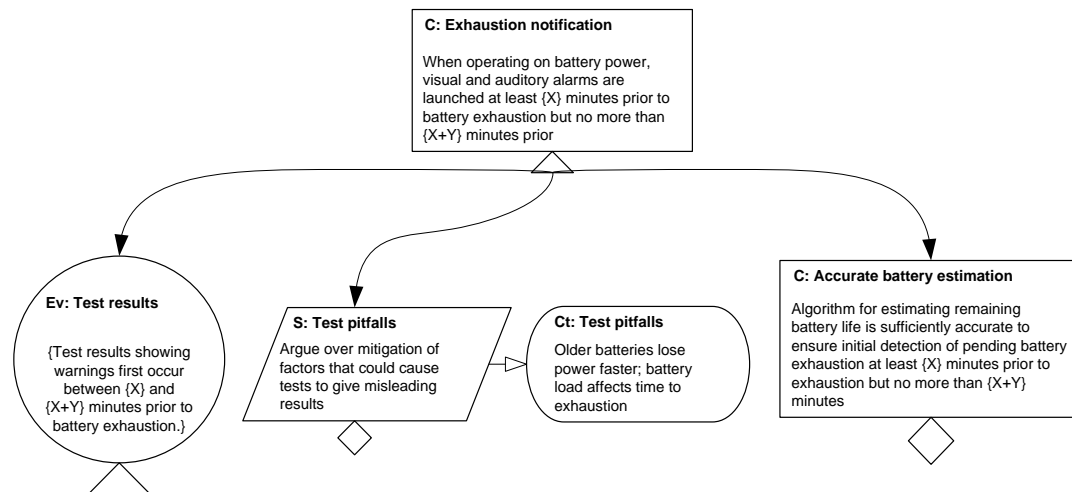 C: Exhaustion notification
When operating on battery power,
visual and auditory alarms are
launched at least {X} minutes prior to
battery exhaustion but no more than
{X+Y} minutes prior
Ev: Test results
{Test results showing
warnings first occur
between {X} and
{X+Y} minutes prior to
battery exhaustion.}
S: Test pitfalls
Argue over mitigation of
factors that could cause
tests to give misleading
results
Ct: Test pitfalls
Older batteries lose
power faster; battery
load affects time to
exhaustion
C: Accurate battery estimation
Algorithm for estimating remaining
battery life is sufficiently accurate to
ensure initial detection of pending battery
exhaustion at least {X} minutes prior to
exhaustion but no more than {X+Y}
minutes